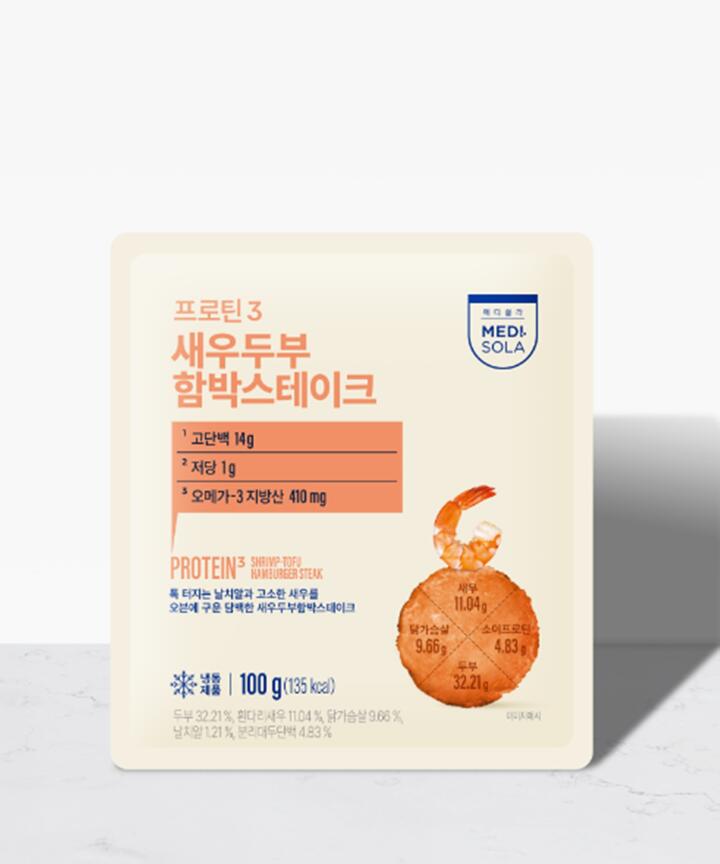 프로틴 3
새우두부
함박스테이크
메디쏠라
MEDI
SOLA
1 고단백 14g
2 저당 1g
3 오메가-3 지방산 410 mg
PROTEIN³ SHRIMP-TOFU
HAMBURGER STEAK
톡 터지는 날치알과 고소한 새우를
오븐에 구운 담백한 새우두부함박스테이크
새우
11.04g
닭가슴살 소이프로틴
9.66g 4.83g
두부
32.21g
냉동
제품 100 g(135 kcal)
이미지예시
두부 32.21 %, 흰다리새우 11.04 %, 닭가슴살 9.66 %,
날치알 1.21 %, 분리대두단백 4.83 %